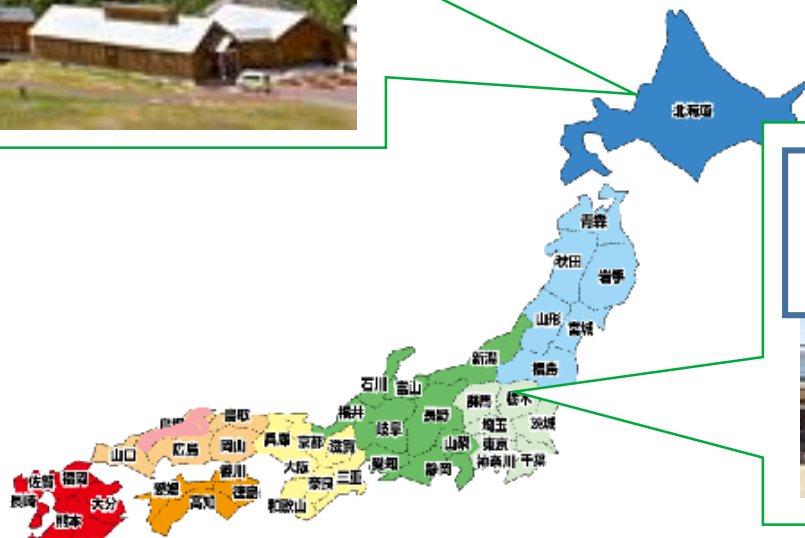 北海道
青森
秋田
岩手
山形
宮城
新潟
福島
石川
富山
群馬
栃木
福井
長野
茨城
鳥取
埼玉
岐阜
兵庫
京都
滋賀
広島
岡山
山梨
東京
山口
愛知
静岡
神奈川
千葉
大阪
香川
三重
奈良
佐賀
福岡
愛媛
徳島
長崎
大分
高知
和歌山
熊本